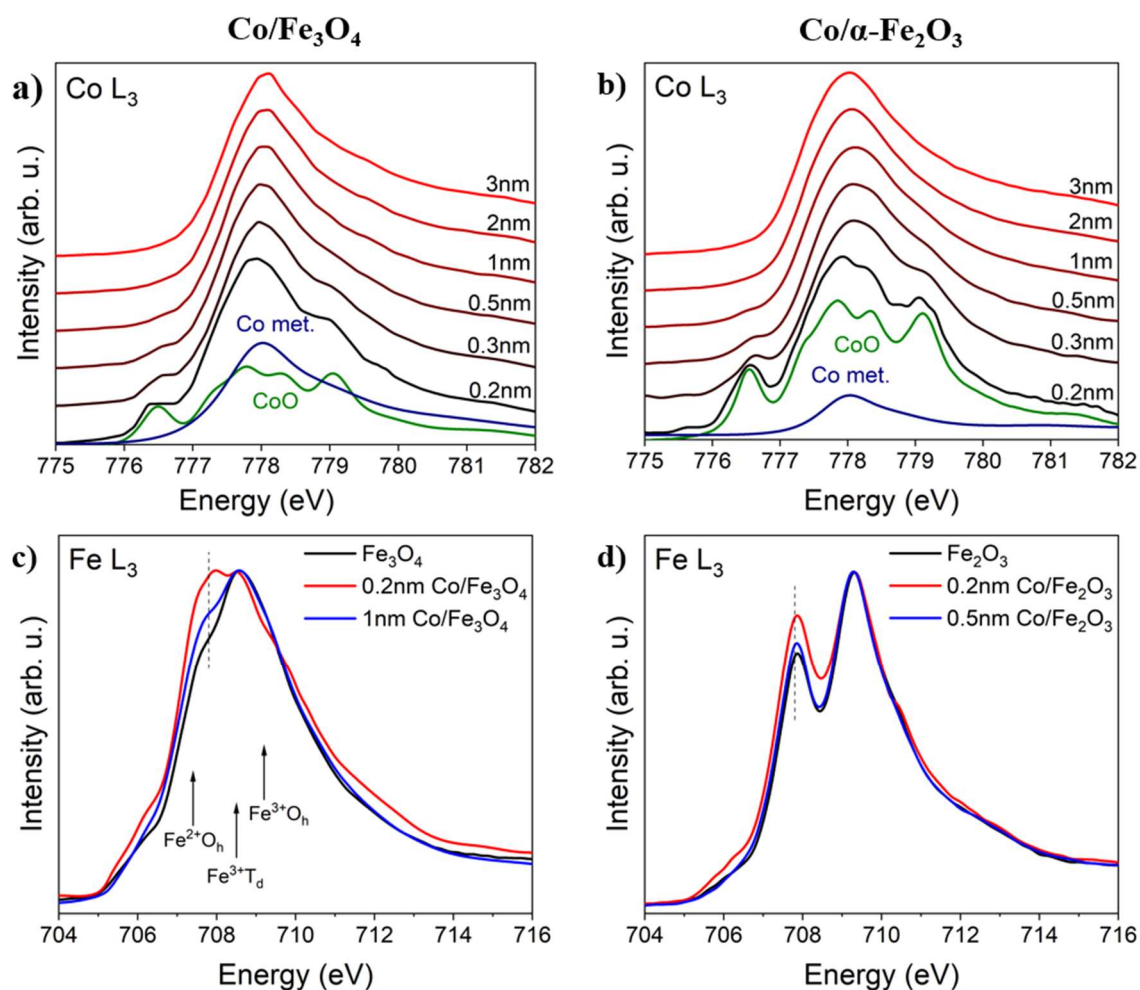 Co/Fe₃O₄
Co/α-Fe₂O₃
a)
Co L₃
3nm
2nm
1nm
0.5nm
0.3nm
0.2nm
Co met.
CoO
Intensity (arb. u.)
775 776 777 778 779 780 781 782
Energy (eV)
b)
Co L₃
3nm
2nm
1nm
0.5nm
0.3nm
0.2nm
CoO
Co met.
Intensity (arb. u.)
775 776 777 778 779 780 781 782
Energy (eV)
c)
Fe L₃
Fe₃O₄
0.2nm Co/Fe₃O₄
1nm Co/Fe₃O₄
Fe³⁺Oₕ
Fe²⁺Oₕ
Fe³⁺T_d
Intensity (arb. u.)
704 706 708 710 712 714 716
Energy (eV)
d)
Fe L₃
Fe₂O₃
0.2nm Co/Fe₂O₃
0.5nm Co/Fe₂O₃
Intensity (arb. u.)
704 706 708 710 712 714 716
Energy (eV)